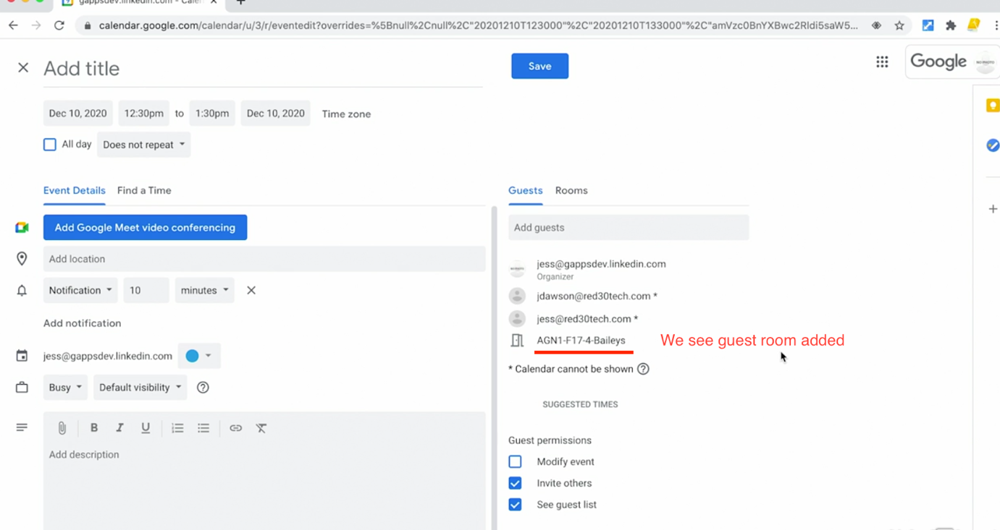 gappsdev.linkedin.com - Calen
calendar.google.com/calendar/u/3/r/eventedit?overrides=%5Bnull%2Cnull%2C"20201210T123000"%2C"20201210T133000"%2C"amVzc0BnYXBwc2Rldi5saW5...
Add title
Save
Google
Dec 10, 2020 12:30pm to 1:30pm Dec 10, 2020 Time zone
All day Does not repeat
Event Details Find a Time
Guests Rooms
Add Google Meet video conferencing
Add guests
Add location
jess@gappsdev.linkedin.com
Organizer
Notification 10 minutes
jdawson@red30tech.com *
jess@red30tech.com *
Add notification
AGN1-F17-4-Baileys
We see guest room added
jess@gappsdev.linkedin.com
* Calendar cannot be shown
Busy Default visibility
SUGGESTED TIMES
B I U
Guest permissions
Add description
Modify event
Invite others
See guest list